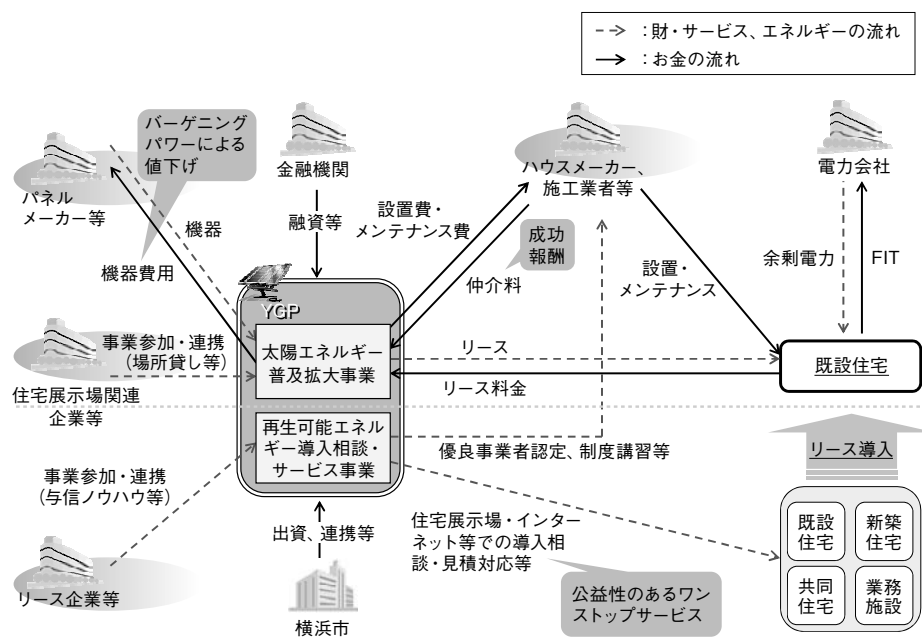 :財・サービス、エネルギーの流れ
:お金の流れ
バーゲニング
パワーによる
値下げ
金融機関
ハウスメーカー、
施工業者等
電力会社
パネル
メーカー等
機器
融資等
設置費・
メンテナンス費
成功
報酬
余剰電力
FIT
機器費用
仲介料
設置・
メンテナンス
YGP
事業参加・連携
（場所貸し等）
太陽エネルギー
普及拡大事業
リース
リース料金
既設住宅
住宅展示場関連
企業等
再生可能エネル
ギー導入相談・
サービス事業
優良事業者認定、制度講習等
リース導入
事業参加・連携
（与信ノウハウ等）
出資、連携等
住宅展示場・インター
ネット等での導入相
談・見積対応等
既設
住宅
新築
住宅
共同
住宅
業務
施設
リース企業等
横浜市
公益性のあるワン
ストップサービス